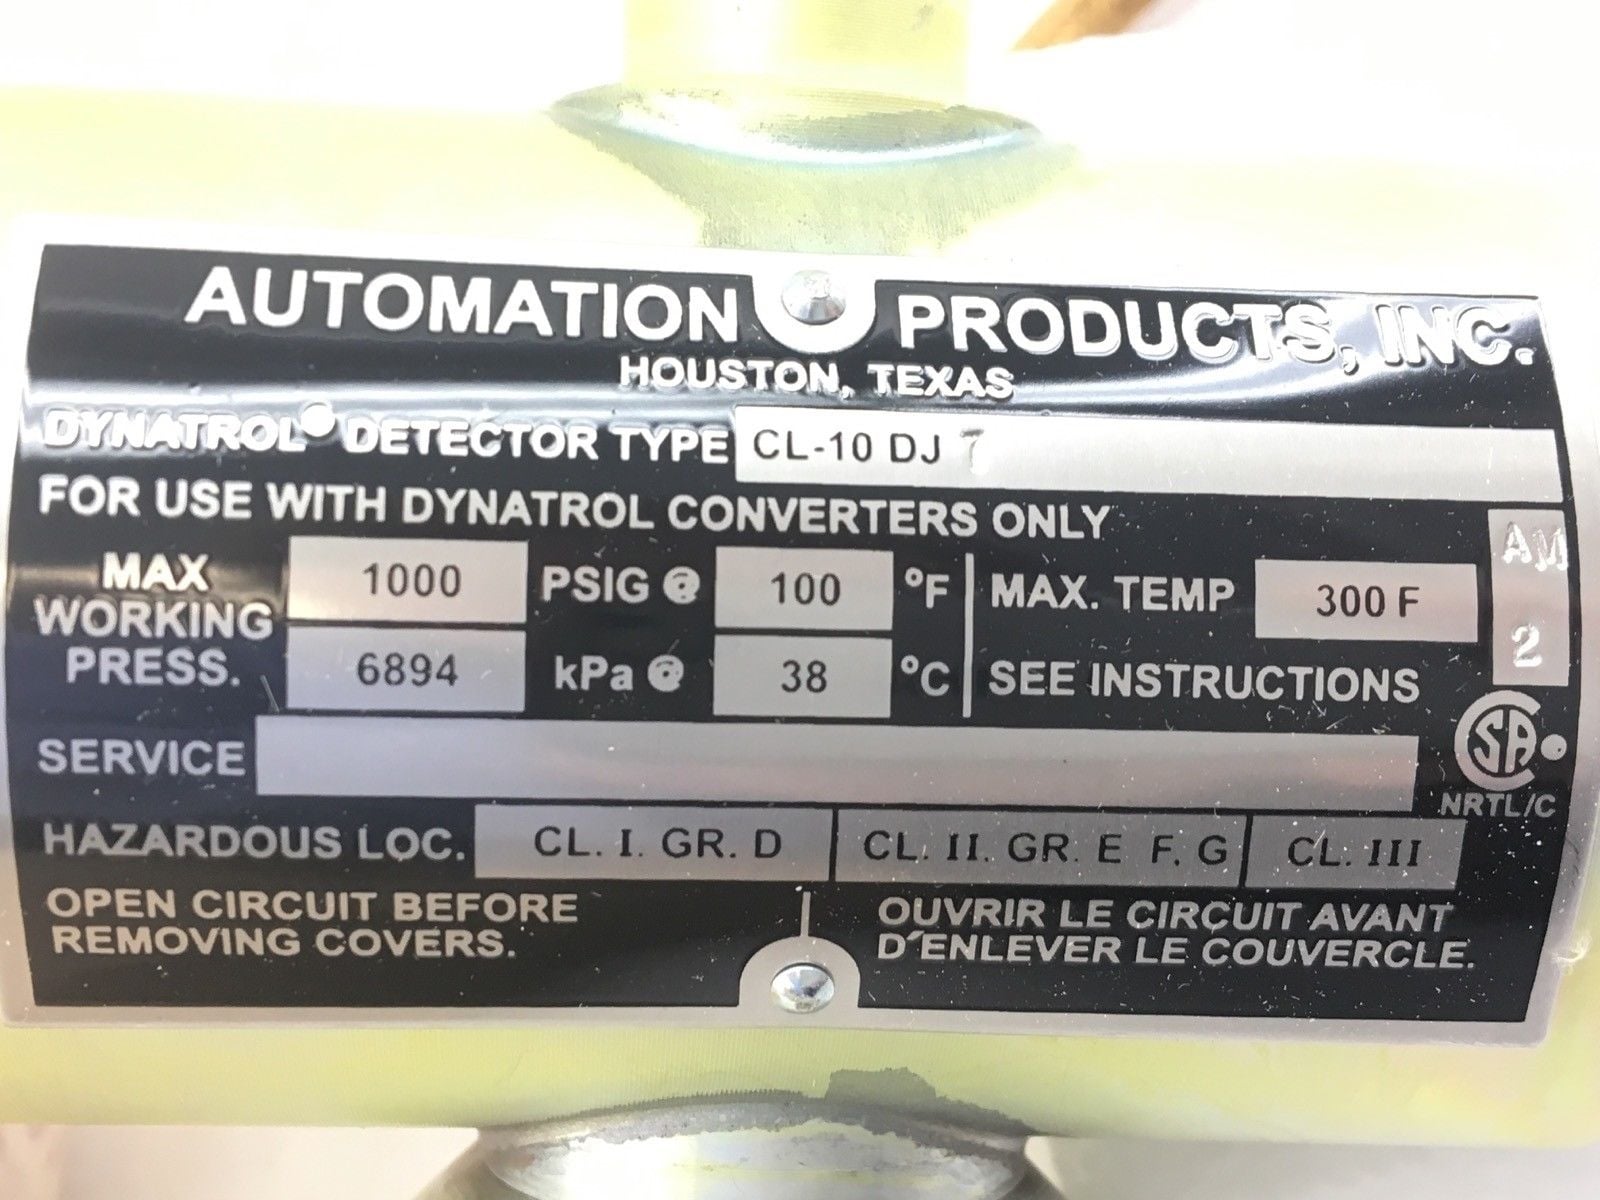 AUTOMATION PRODUCTS, INC.
HOUSTON, TEXAS
DYNATROL® DETECTOR TYPE CL-10 DJ 7
FOR USE WITH DYNATROL CONVERTERS ONLY
MAX WORKING PRESS.
1000 PSIG @ 100 °F
6894 kPa @ 38 °C
MAX. TEMP 300 F
SEE INSTRUCTIONS
AM
2
SERVICE
SA
NRTL/C
HAZARDOUS LOC. CL. I. GR. D CL. II. GR. E F. G CL. III
OPEN CIRCUIT BEFORE
REMOVING COVERS.
OUVRIR LE CIRCUIT AVANT
D'ENLEVER LE COUVERCLE.